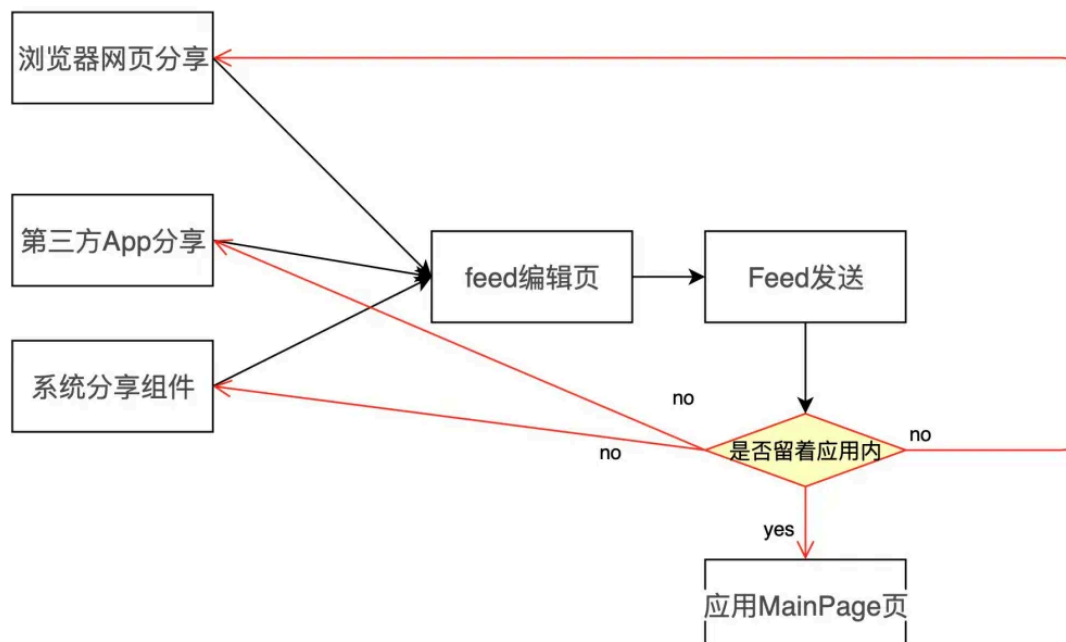 浏览器网页分享
第三方App分享
feed编辑页
Feed发送
系统分享组件
no
no
是否留着应用内
no
yes
应用MainPage页